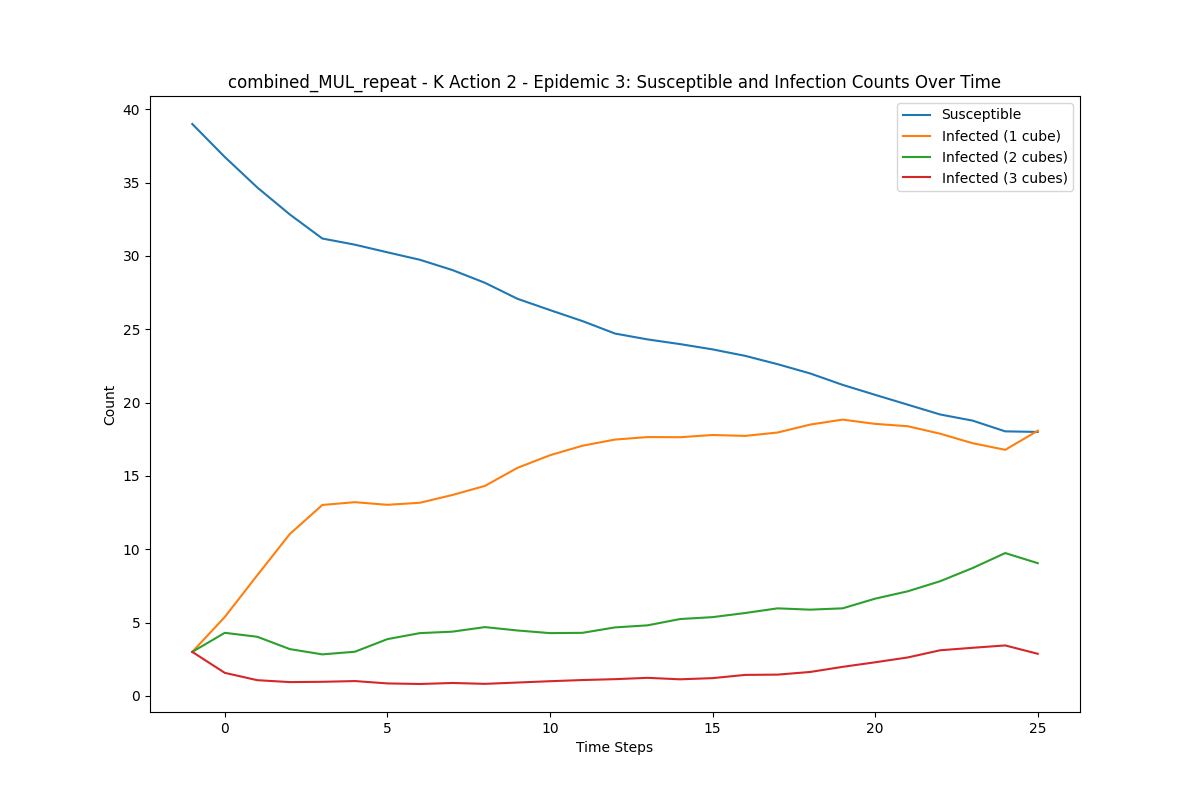 combined_MUL_repeat - K Action 2 - Epidemic 3: Susceptible and Infection Counts Over Time
Susceptible
Infected (1 cube)
Infected (2 cubes)
Infected (3 cubes)
40
35
30
25
20
15
10
5
0
Count
0 5 10 15 20 25
Time Steps